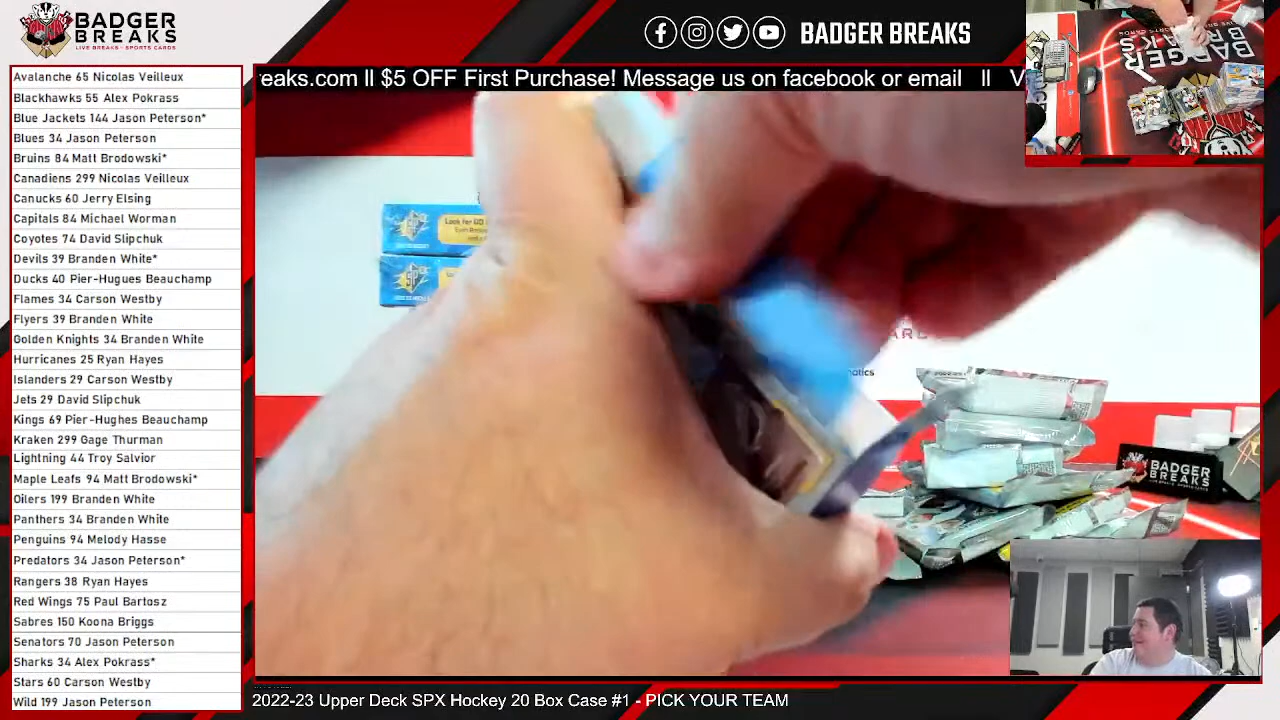 BADGER
BREAKS
LIVE BREAKS - SPORTS CARDS
BADGER BREAKS
reaks.com ll $5 OFF First Purchase! Message us on facebook or email ll V
Avalanche 65 Nicolas Veilleux
Blackhawks 55 Alex Pokrass
Blue Jackets 144 Jason Peterson*
Blues 34 Jason Peterson
Bruins 84 Matt Brodowski*
Canadiens 299 Nicolas Veilleux
Canucks 60 Jerry Elsing
Capitals 84 Michael Worman
Coyotes 74 David Slipchuk
Devils 39 Branden White*
Ducks 40 Pier-Hugues Beauchamp
Flames 34 Carson Westby
Flyers 39 Branden White
Golden Knights 34 Branden White
Hurricanes 25 Ryan Hayes
Islanders 29 Carson Westby
Jets 29 David Slipchuk
Kings 69 Pier-Hughes Beauchamp
Kraken 299 Gage Thurman
Lightning 44 Troy Salvior
Maple Leafs 94 Matt Brodowski*
Oilers 199 Branden White
Panthers 34 Branden White
Penguins 94 Melody Hasse
Predators 34 Jason Peterson*
Rangers 38 Ryan Hayes
Red Wings 75 Paul Bartosz
Sabres 150 Koona Briggs
Senators 70 Jason Peterson
Sharks 34 Alex Pokrass*
Stars 60 Carson Westby
Wild 199 Jason Peterson
Look for
SP
BADGER
BREAKS
BADGER
BREAKS
2022-23 Upper Deck SPX Hockey 20 Box Case #1 - PICK YOUR TEAM